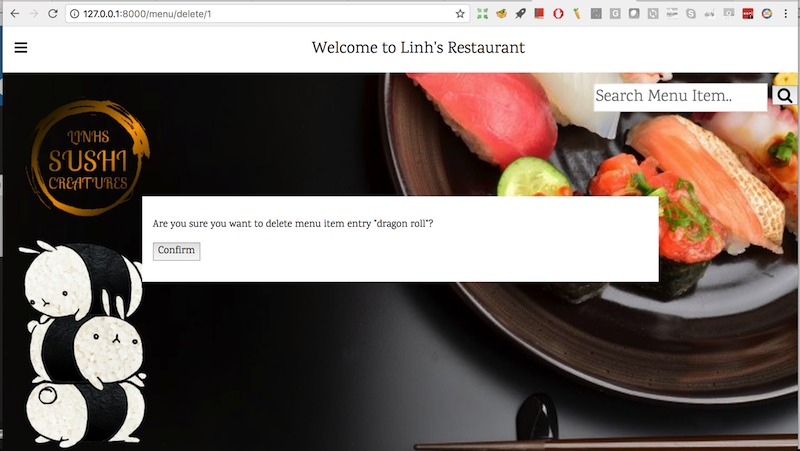 127.0.0.1:8000/menu/delete/1
Welcome to Linh's Restaurant
Search Menu Item..
LINHS
SUSHI
CREATURES
Are you sure you want to delete menu item entry "dragon roll"?
Confirm